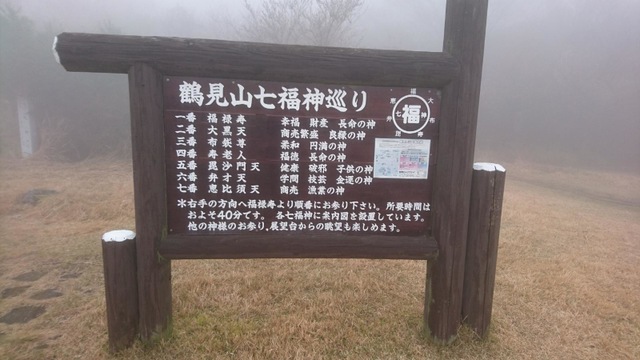 鶴見山七福神巡り
一番 福禄寿 幸福 財産 長命の神
二番 大黒天 商売繁盛 良縁の神
三番 布袋尊 柔和 円満の神
四番 寿老人 福徳 長命の神
五番 毘沙門天 健康 破邪 子供の神
六番 弁才天 学問 技芸 金運の神
七番 恵比須天 商売 漁業の神
※右手の方向へ福禄寿より順番にお参り下さい。所要時間は
およそ40分です。 各七福神に案内図を設置しています。
他の神様のお参り,展望台からの眺望も楽しめます。
福
七 福 神